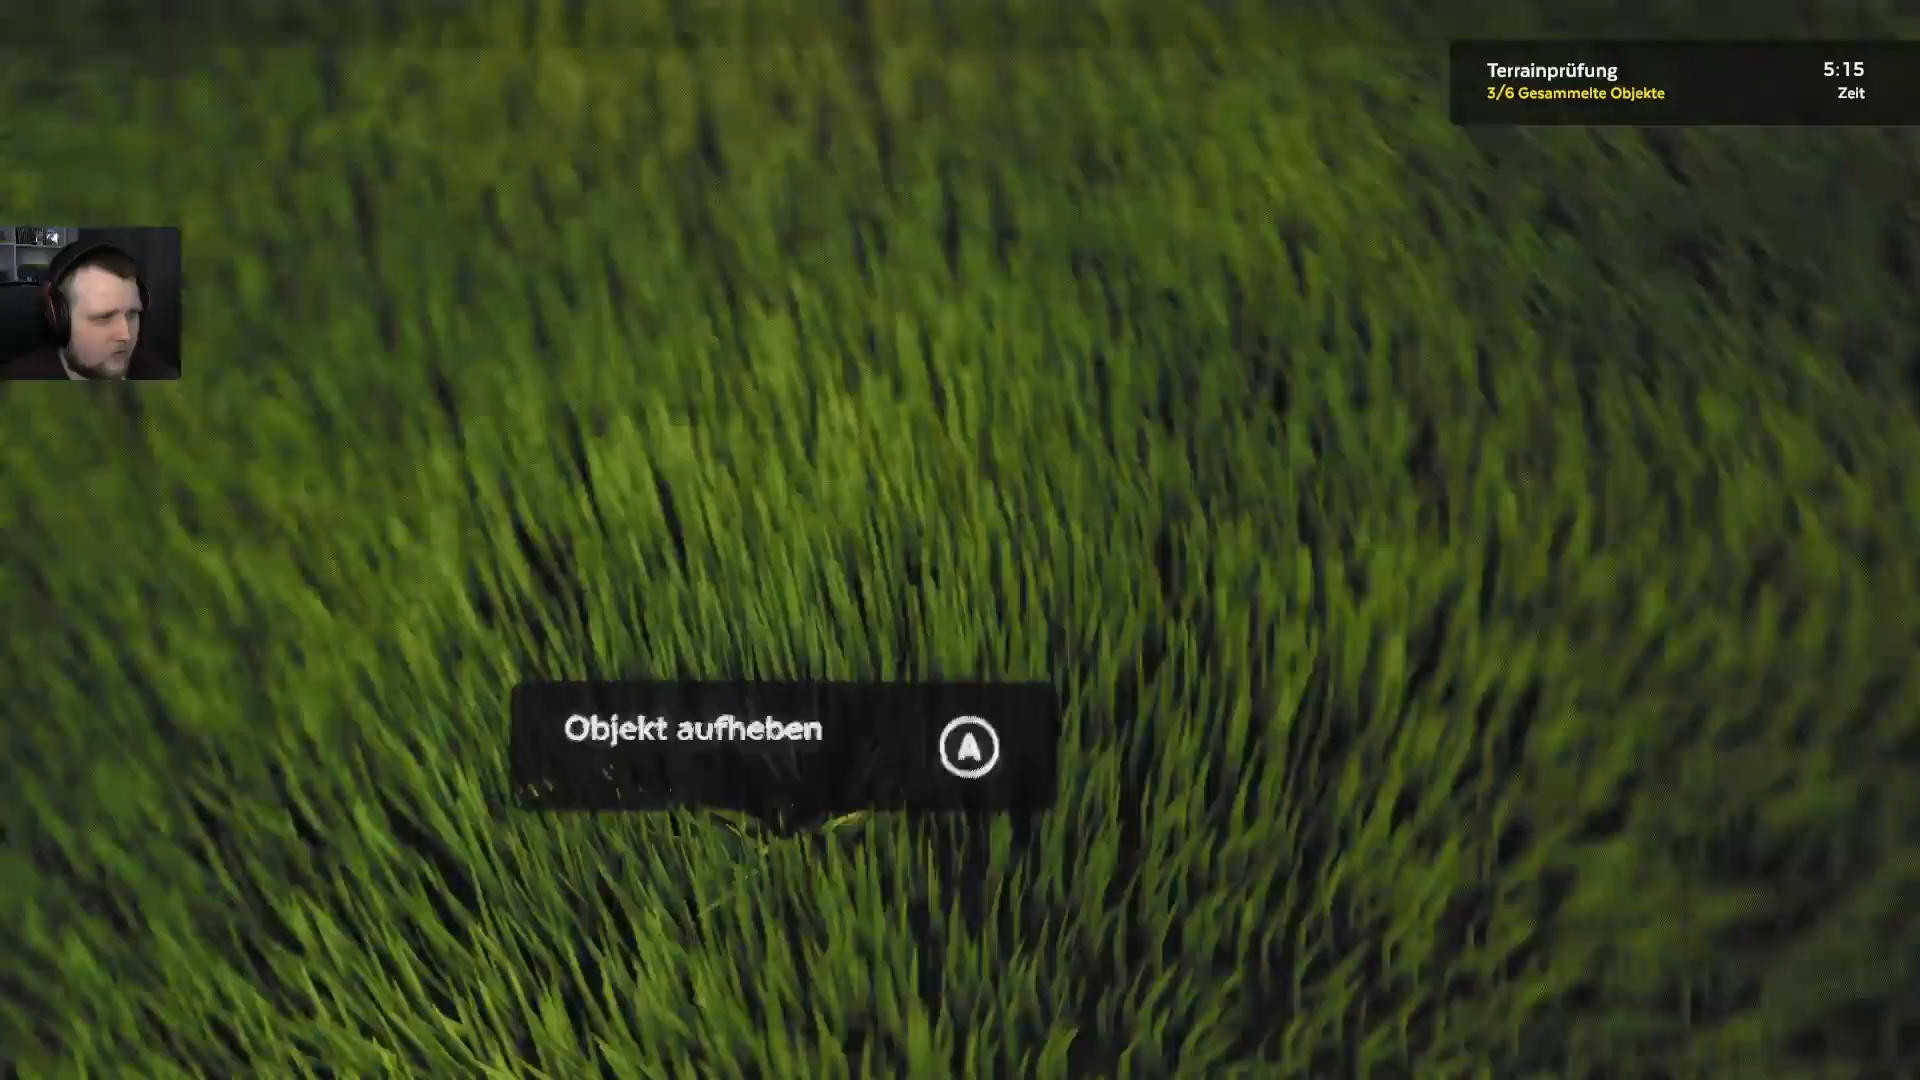 Terrainprüfung
5:15
3/6 Gesammelte Objekte
Zeit
Objekt aufheben
A